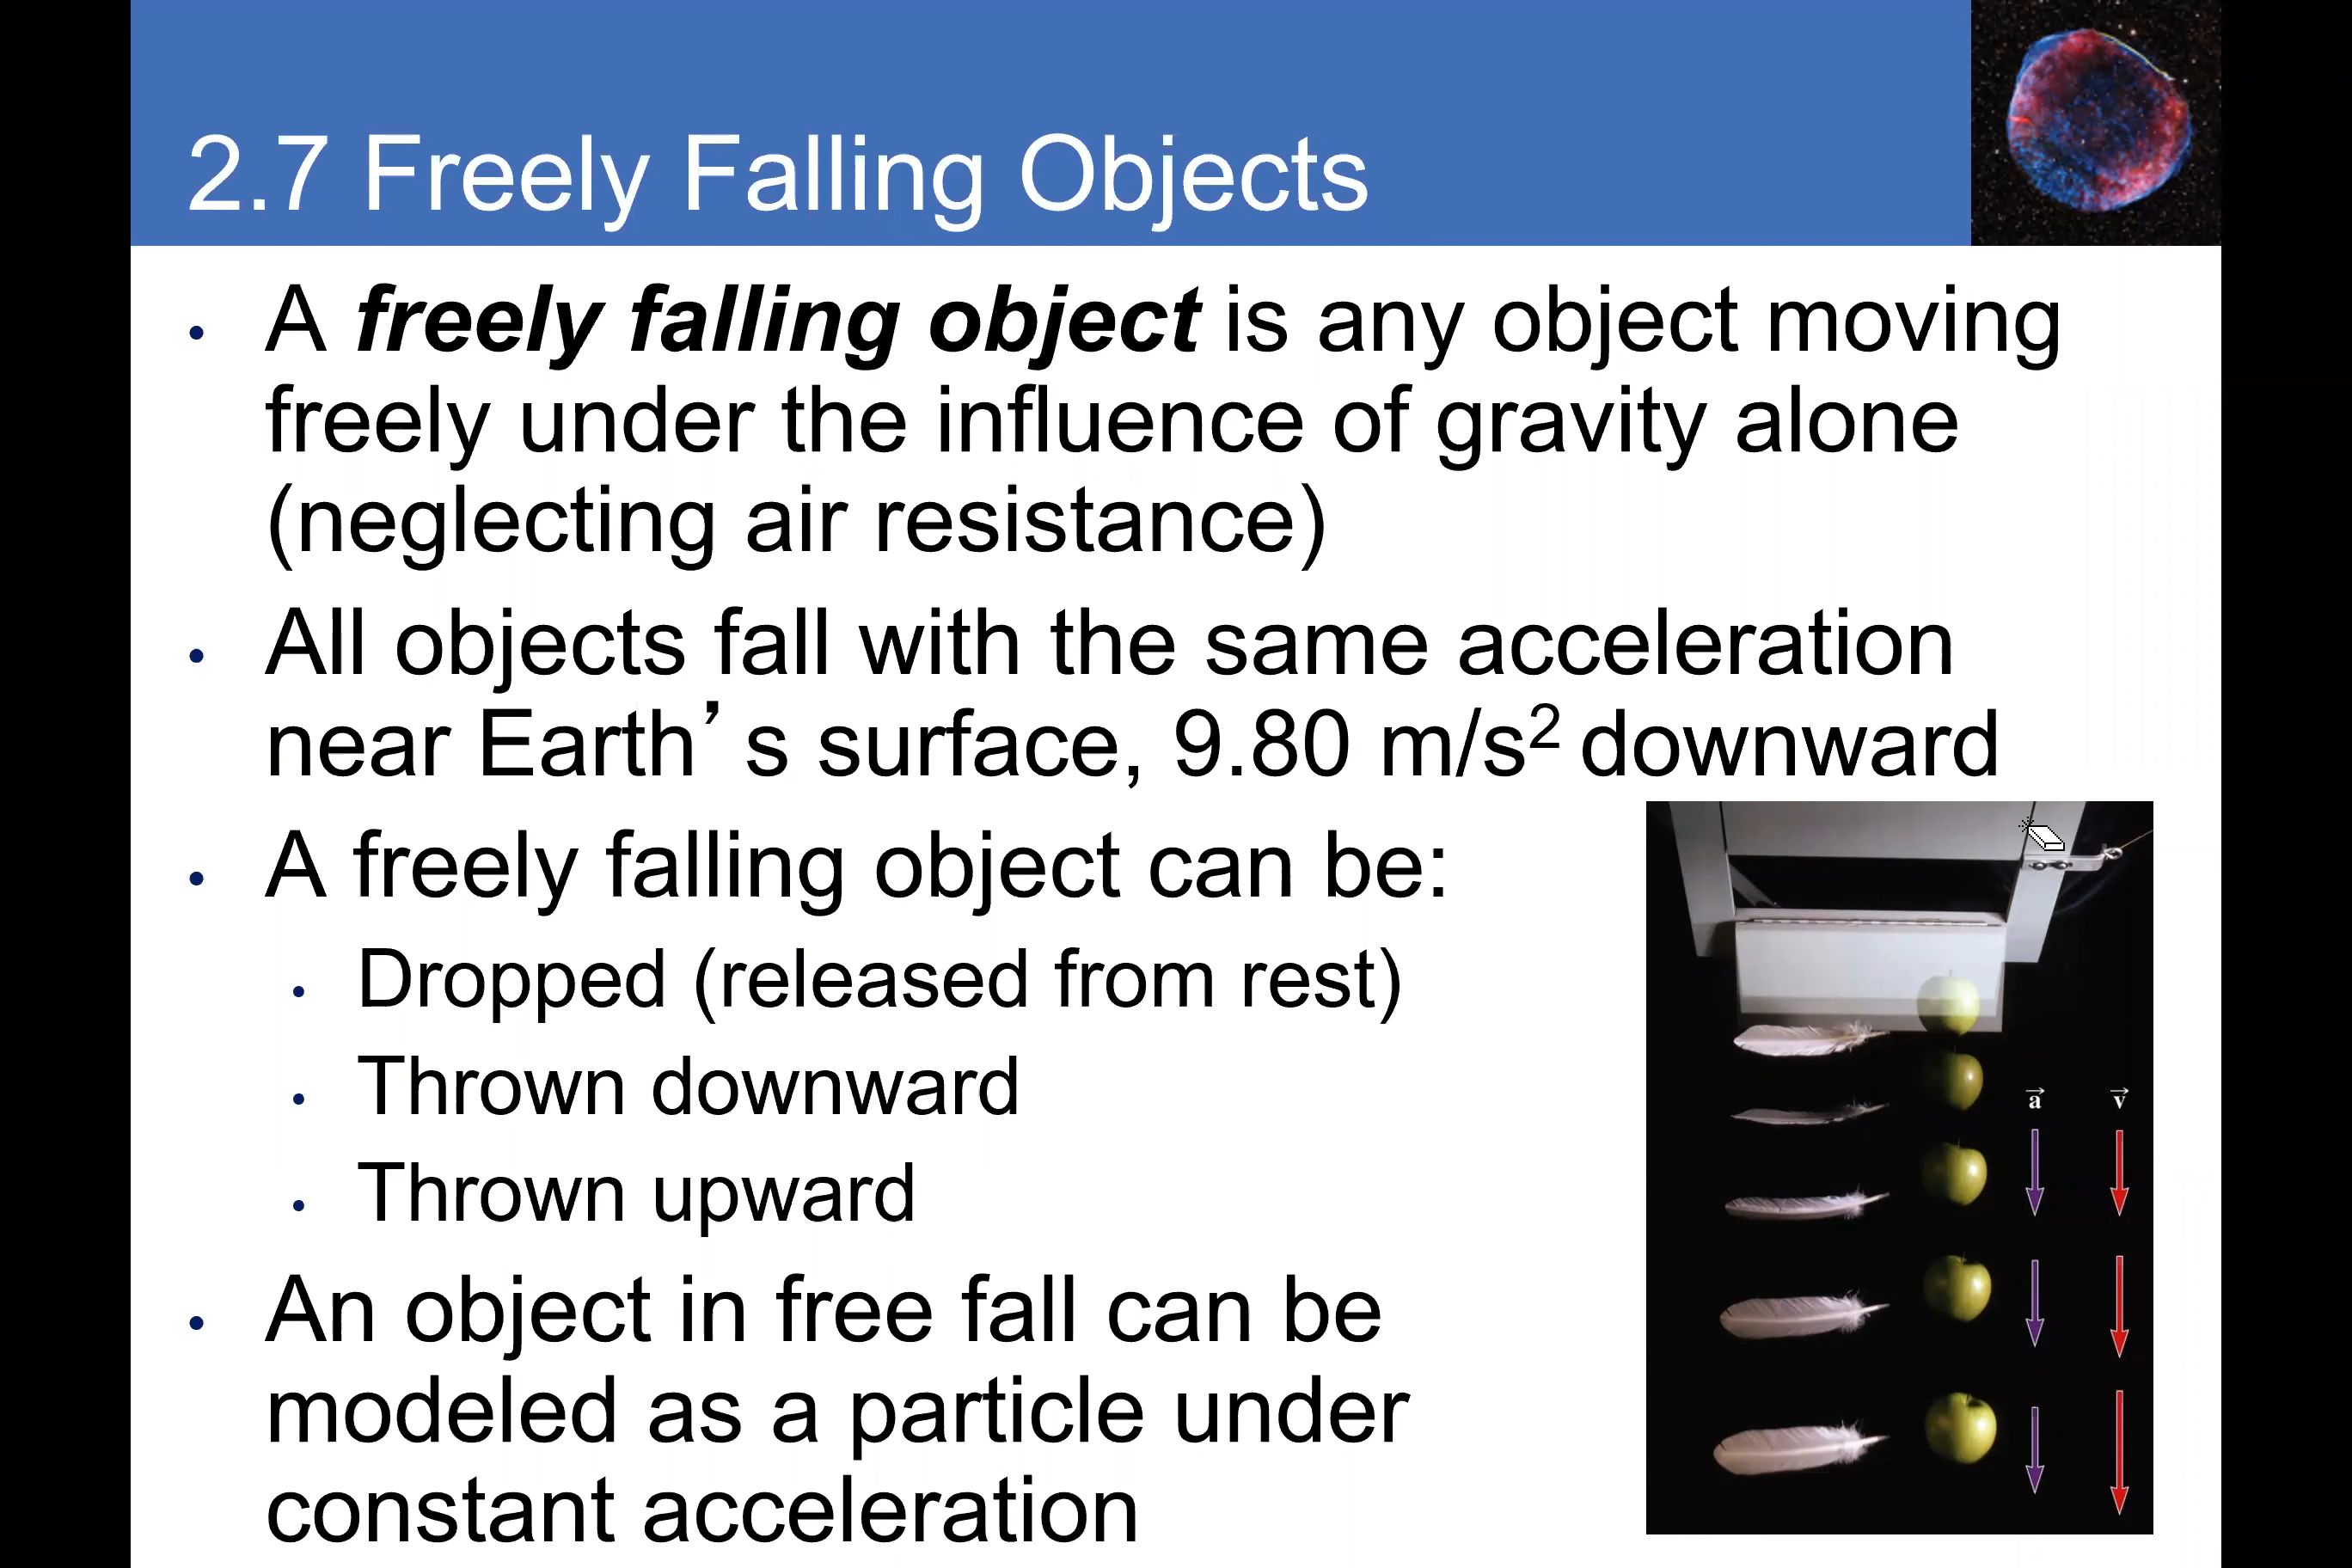 2.7 Freely Falling Objects
• A freely falling object is any object moving
freely under the influence of gravity alone
(neglecting air resistance)
• All objects fall with the same acceleration
near Earth’s surface, 9.80 m/s² downward
• A freely falling object can be:
• Dropped (released from rest)
• Thrown downward
• Thrown upward
• An object in free fall can be
modeled as a particle under
constant acceleration
a⃗ v⃗